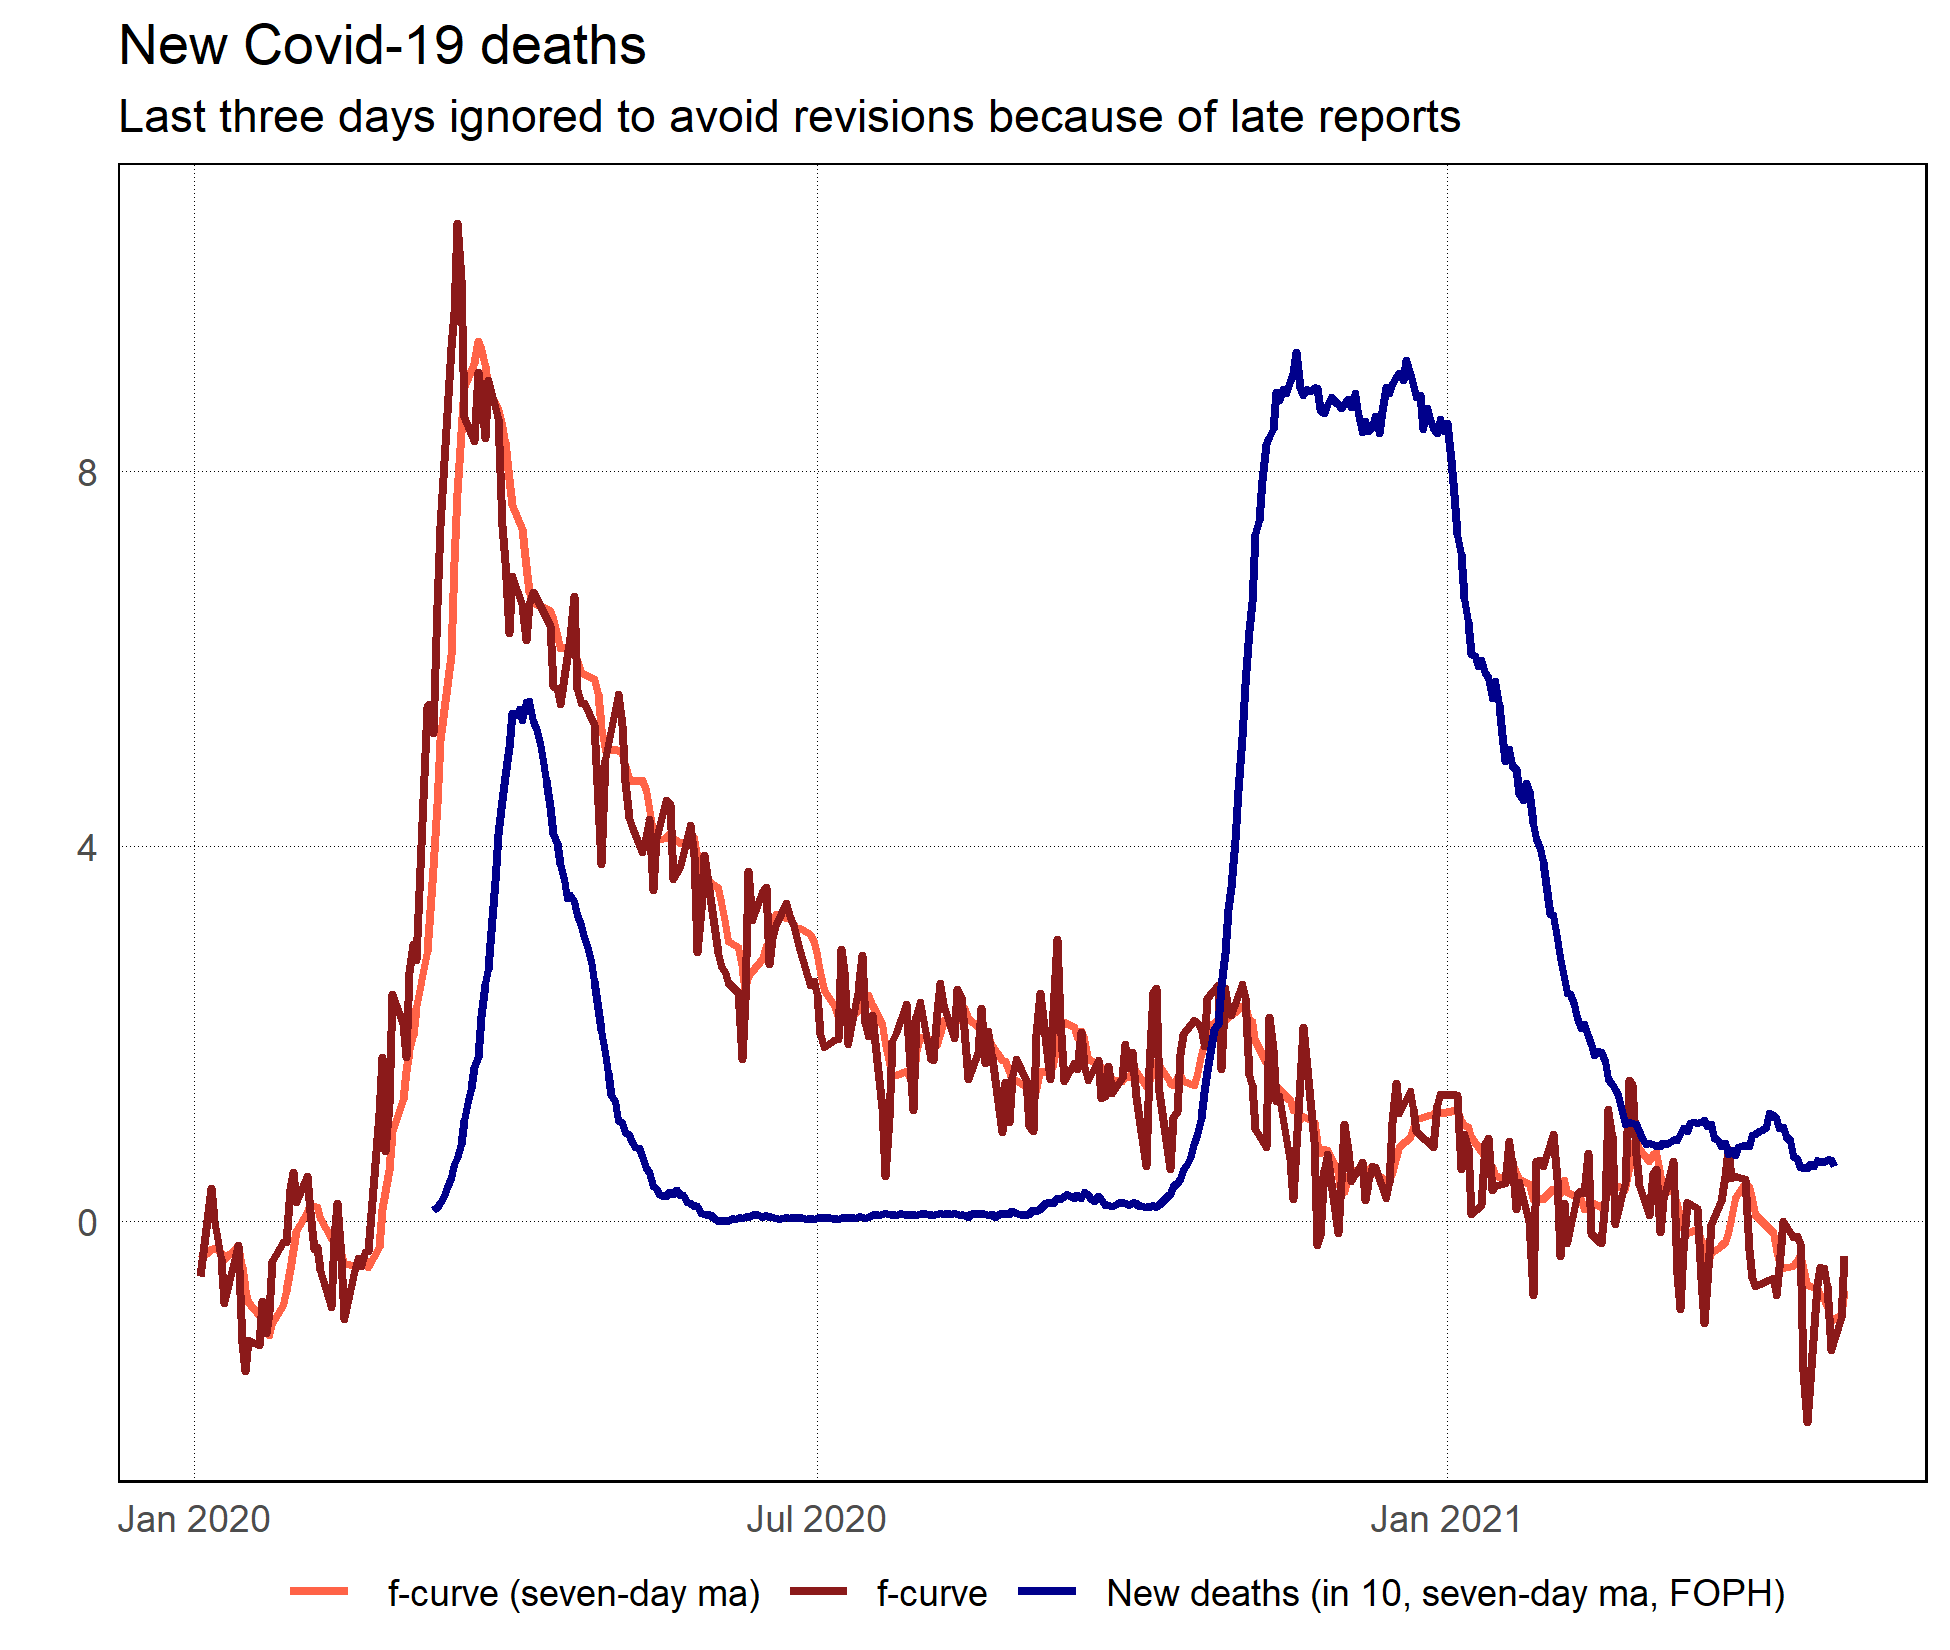 New Covid-19 deaths
Last three days ignored to avoid revisions because of late reports
8
4
0
Jan 2020 Jul 2020 Jan 2021
f-curve (seven-day ma) f-curve New deaths (in 10, seven-day ma, FOPH)